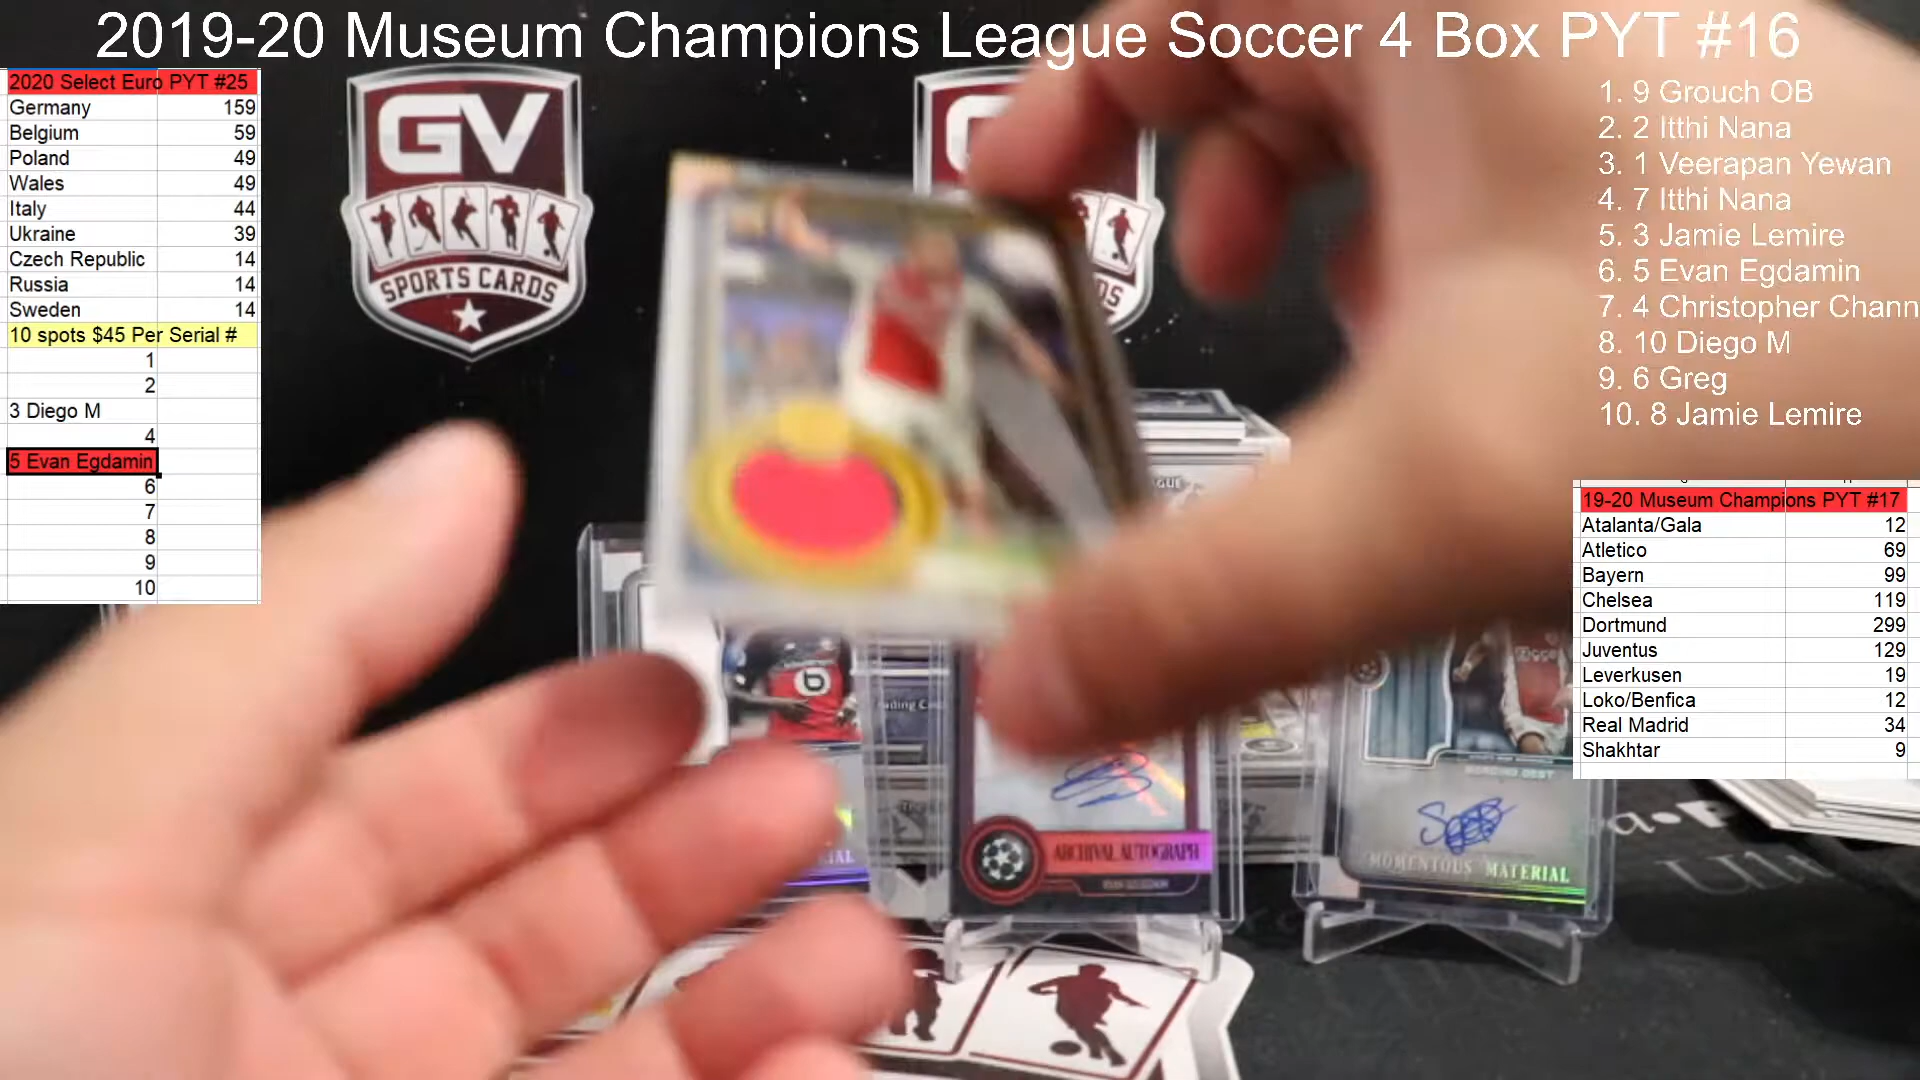 2019-20 Museum Champions League Soccer 4 Box PYT #16
2020 Select Euro PYT #25
Germany 159
Belgium 59
Poland 49
Wales 49
Italy 44
Ukraine 39
Czech Republic 14
Russia 14
Sweden 14
10 spots $45 Per Serial #
1
2
3 Diego M
4
5 Evan Egdamin
6
7
8
9
10
GV
SPORTS CARDS
1. 9 Grouch OB
2. 2 Itthi Nana
3. 1 Veerapan Yewan
4. 7 Itthi Nana
5. 3 Jamie Lemire
6. 5 Evan Egdamin
7. 4 Christopher Chann
8. 10 Diego M
9. 6 Greg
10. 8 Jamie Lemire
19-20 Museum Champions PYT #17
Atalanta/Gala 12
Atletico 69
Bayern 99
Chelsea 119
Dortmund 299
Juventus 129
Leverkusen 19
Loko/Benfica 12
Real Madrid 34
Shakhtar 9
ARCHIVAL AUTOGRAPH
MOMENTOUS MATERIAL